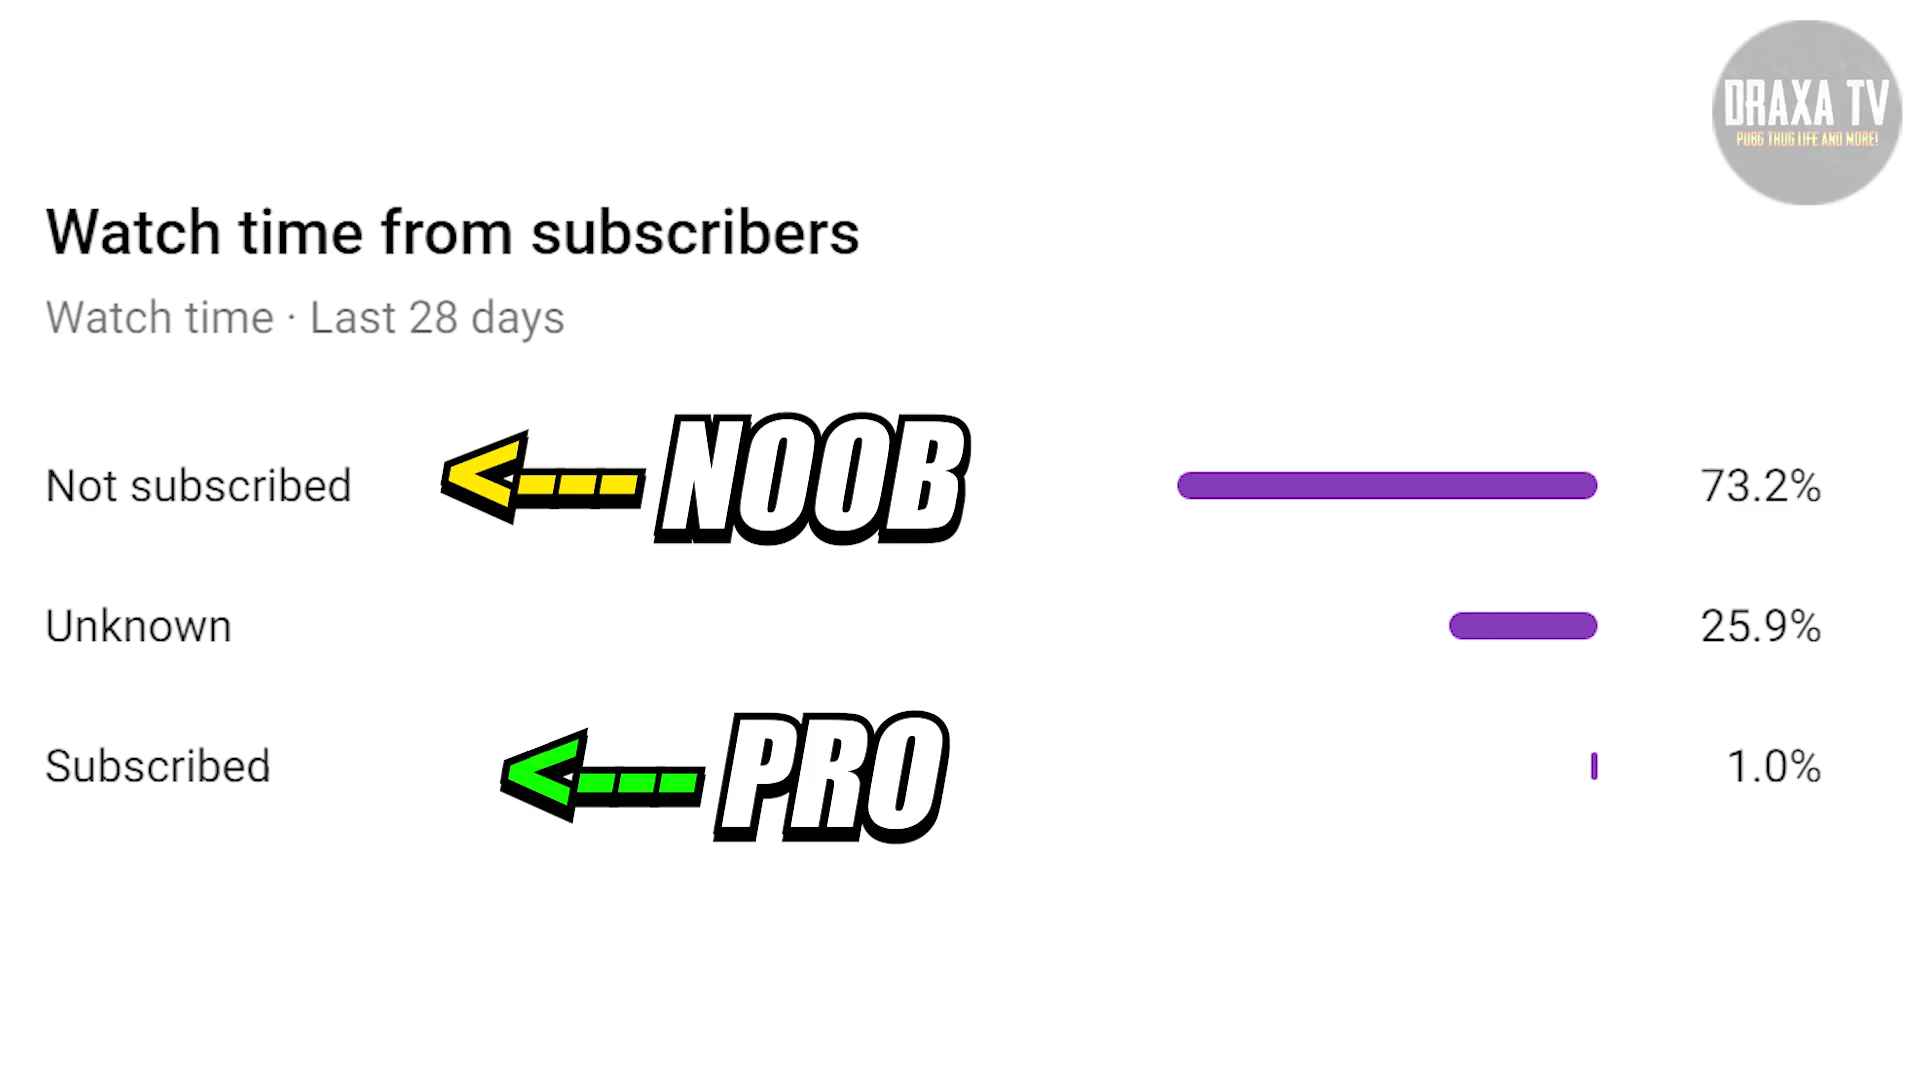 DRAXA TV
PUBG THUG LIFE AND MORE!
Watch time from subscribers
Watch time · Last 28 days
Not subscribed NOOB 73.2%
Unknown 25.9%
Subscribed PRO 1.0%